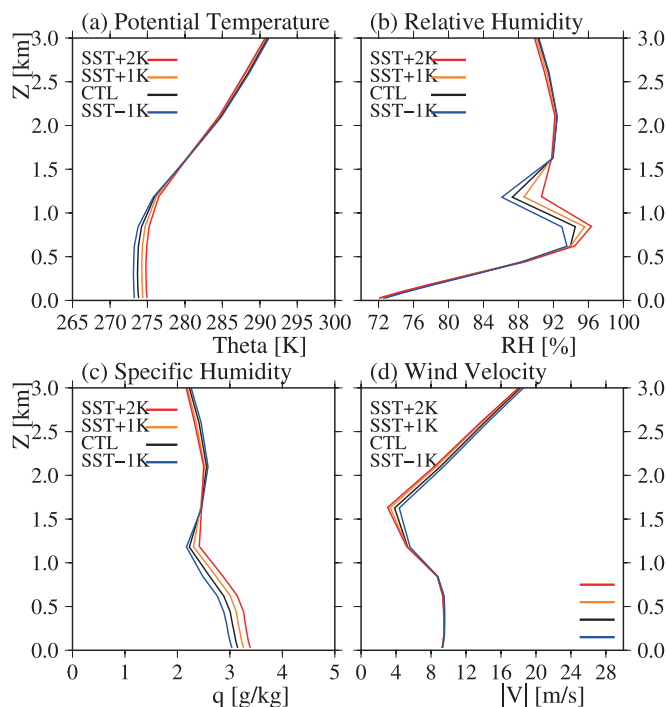 (a) Potential Temperature
Z [km]
3.0
2.5
2.0
1.5
1.0
0.5
0.0
SST+2K
SST+1K
CTL
SST−1K
265 270 275 280 285 290 295 300
Theta [K]
(b) Relative Humidity
3.0
2.5
2.0
1.5
1.0
0.5
0.0
SST+2K
SST+1K
CTL
SST−1K
72 76 80 84 88 92 96 100
RH [%]
(c) Specific Humidity
Z [km]
3.0
2.5
2.0
1.5
1.0
0.5
0.0
SST+2K
SST+1K
CTL
SST−1K
0 1 2 3 4 5
q [g/kg]
(d) Wind Velocity
3.0
2.5
2.0
1.5
1.0
0.5
0.0
SST+2K
SST+1K
CTL
SST−1K
0 4 8 12 16 20 24 28
|V| [m/s]